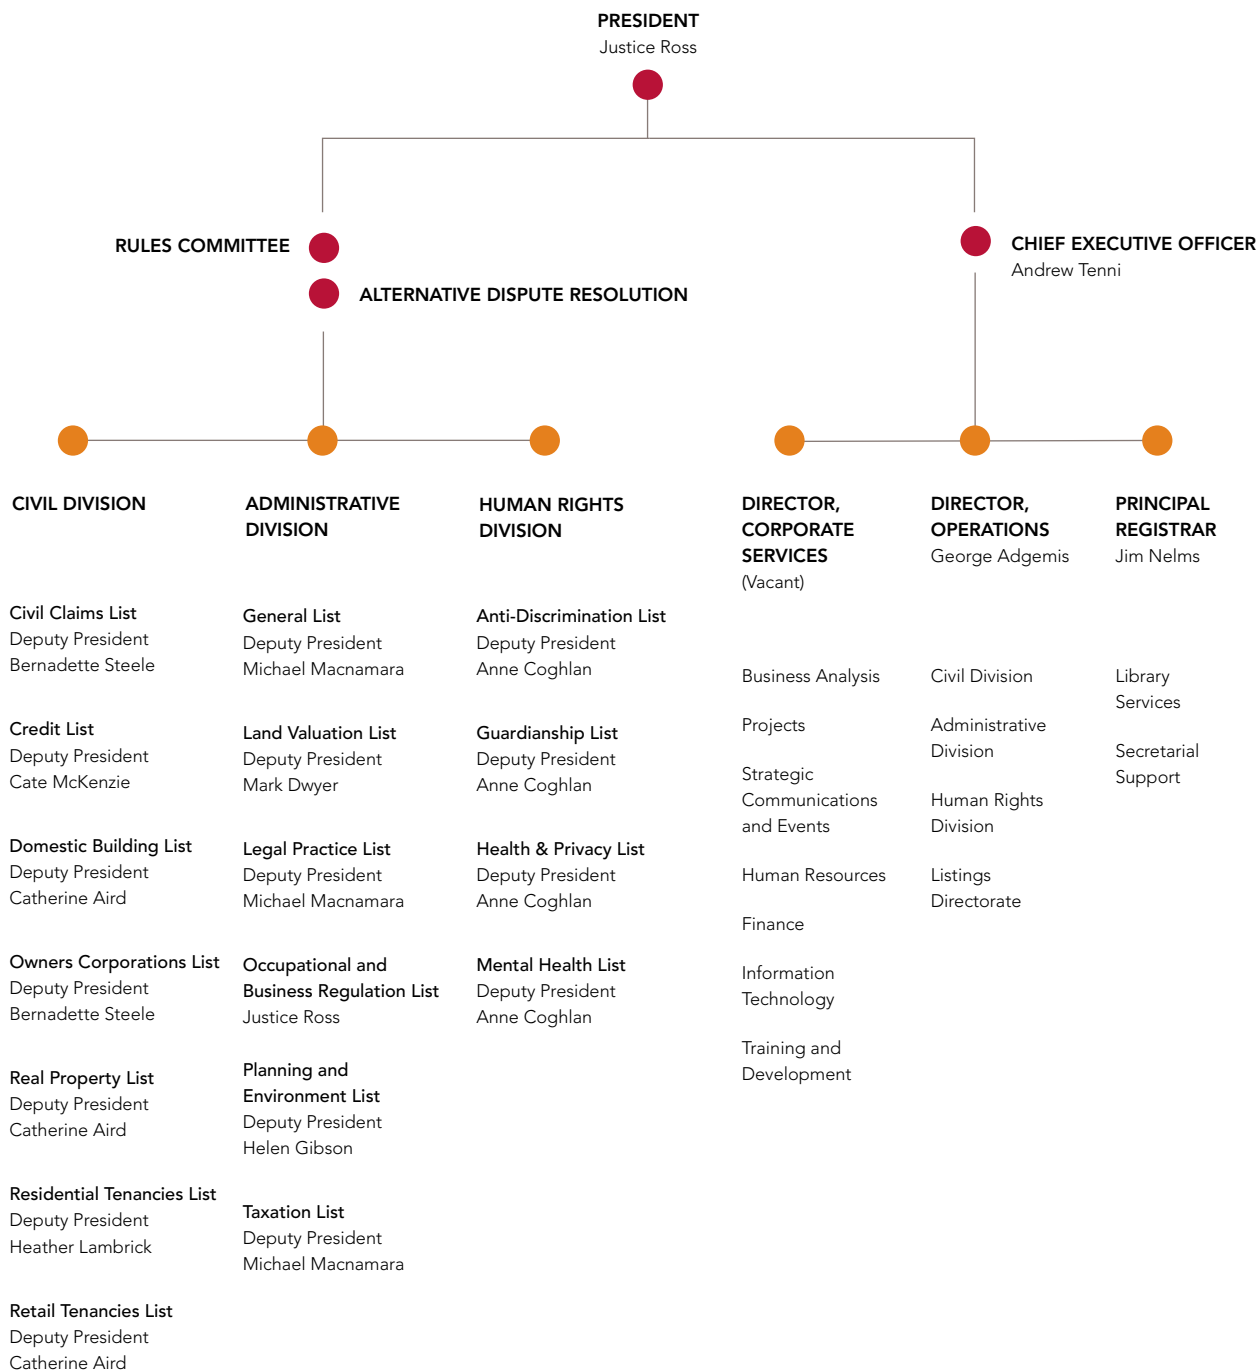 PRESIDENT
Justice Ross
RULES COMMITTEE
ALTERNATIVE DISPUTE RESOLUTION
CHIEF EXECUTIVE OFFICER
Andrew Tenni
CIVIL DIVISION
Civil Claims List
Deputy President
Bernadette Steele
Credit List
Deputy President
Cate McKenzie
Domestic Building List
Deputy President
Catherine Aird
Owners Corporations List
Deputy President
Bernadette Steele
Real Property List
Deputy President
Catherine Aird
Residential Tenancies List
Deputy President
Heather Lambrick
Retail Tenancies List
Deputy President
Catherine Aird
ADMINISTRATIVE
DIVISION
General List
Deputy President
Michael Macnamara
Land Valuation List
Deputy President
Mark Dwyer
Legal Practice List
Deputy President
Michael Macnamara
Occupational and
Business Regulation List
Justice Ross
Planning and
Environment List
Deputy President
Helen Gibson
Taxation List
Deputy President
Michael Macnamara
HUMAN RIGHTS
DIVISION
Anti-Discrimination List
Deputy President
Anne Coghlan
Guardianship List
Deputy President
Anne Coghlan
Health & Privacy List
Deputy President
Anne Coghlan
Mental Health List
Deputy President
Anne Coghlan
DIRECTOR,
CORPORATE
SERVICES
(Vacant)
Business Analysis
Projects
Strategic
Communications
and Events
Human Resources
Finance
Information
Technology
Training and
Development
DIRECTOR,
OPERATIONS
George Adgemis
Civil Division
Administrative
Division
Human Rights
Division
Listings
Directorate
PRINCIPAL
REGISTRAR
Jim Nelms
Library
Services
Secretarial
Support